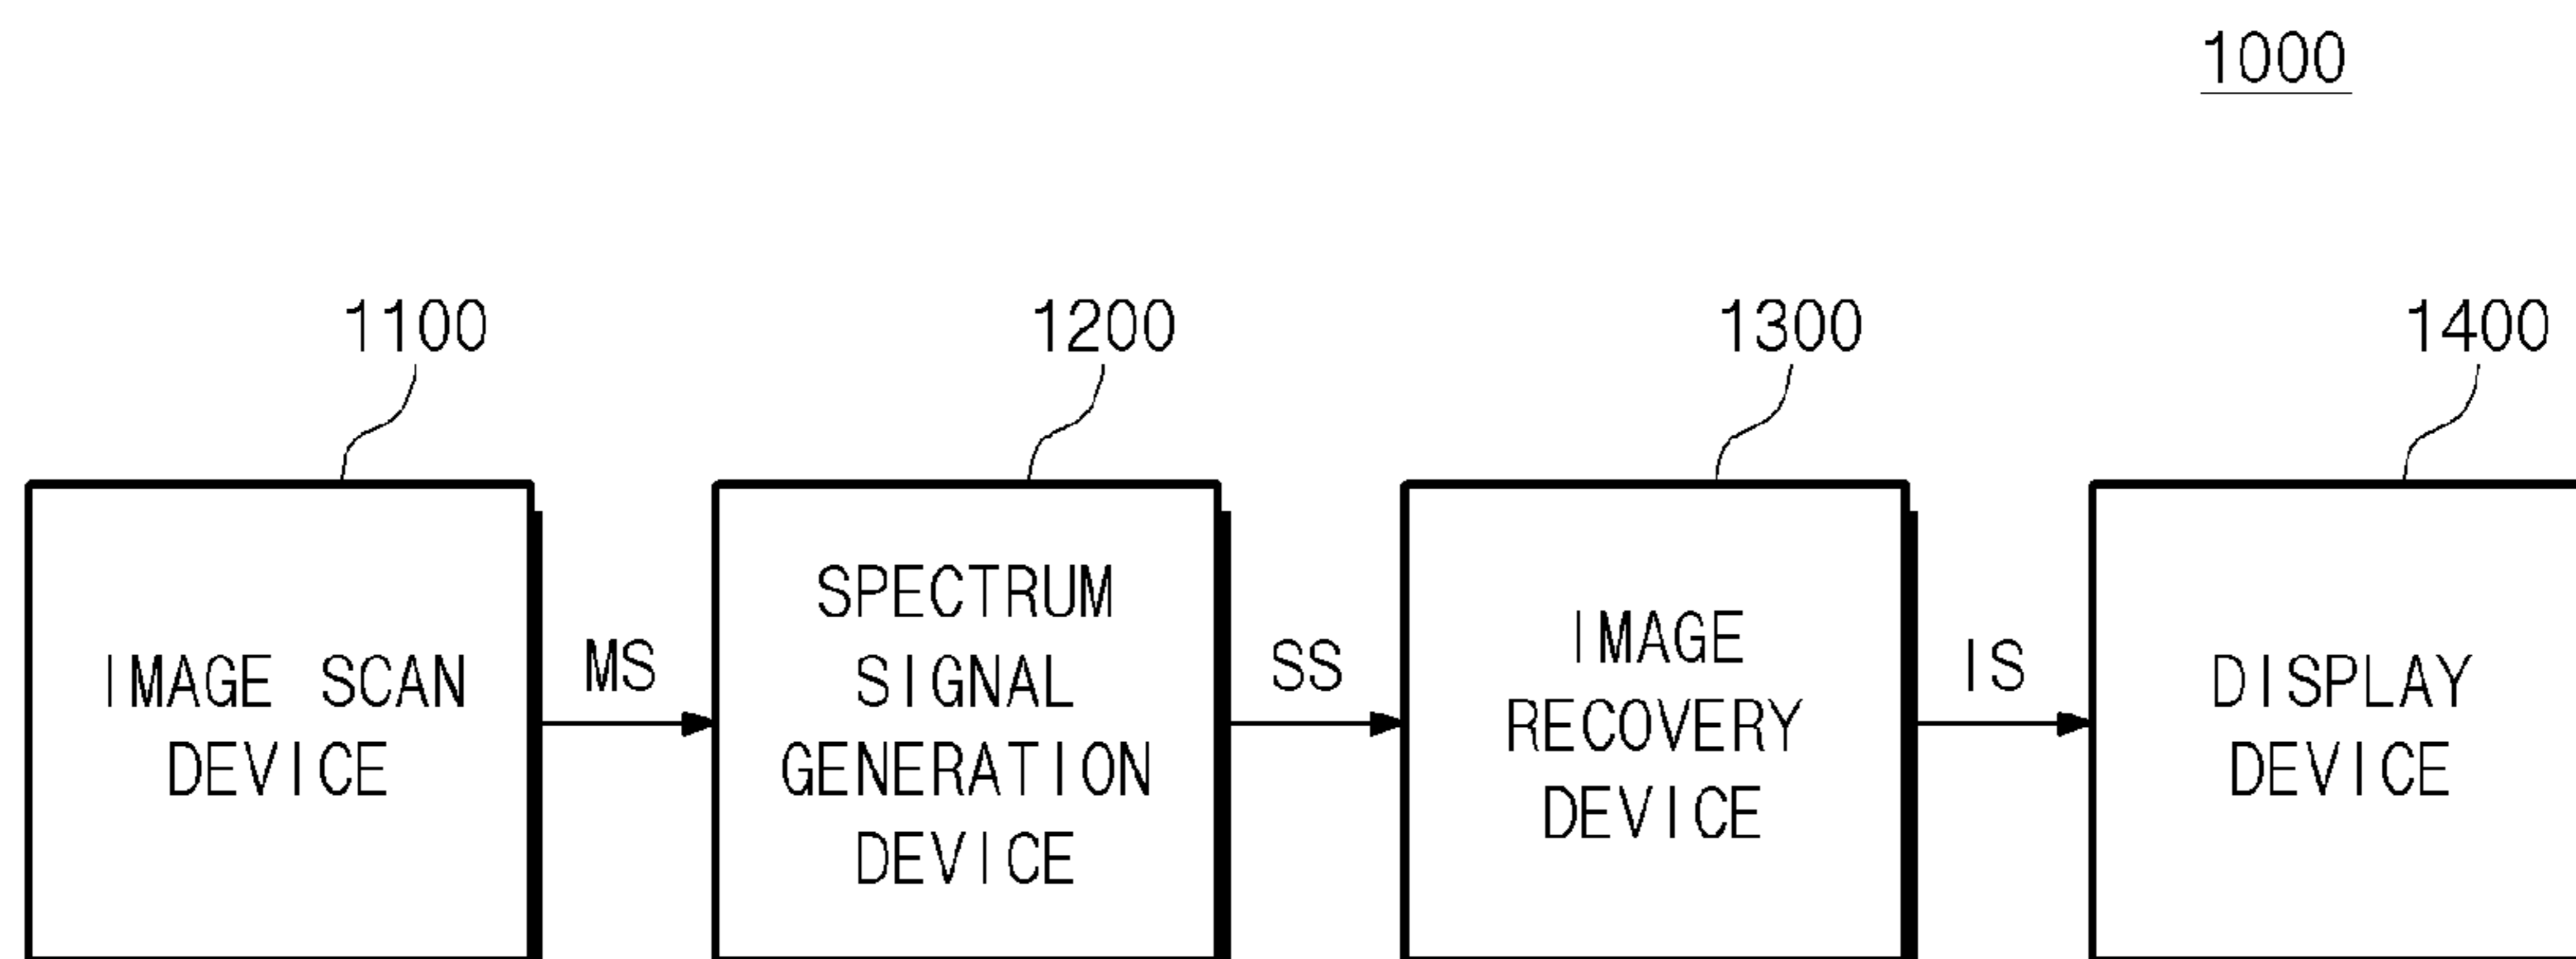 1000
1100
1200
1300
1400
IMAGE SCAN
DEVICE
MS
SPECTRUM
SIGNAL
GENERATION
DEVICE
SS
IMAGE
RECOVERY
DEVICE
IS
DISPLAY
DEVICE